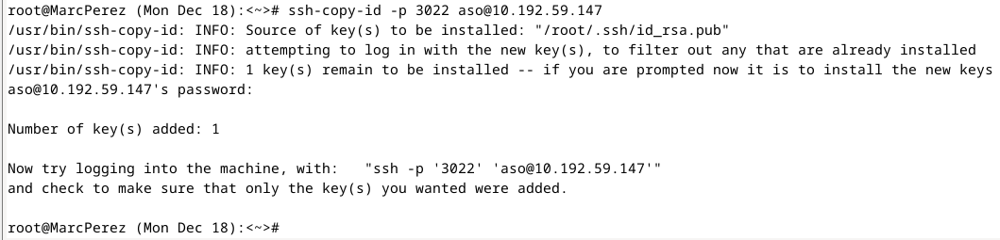 root@MarcPerez (Mon Dec 18):<~># ssh-copy-id -p 3022 aso@10.192.59.147
/usr/bin/ssh-copy-id: INFO: Source of key(s) to be installed: "/root/.ssh/id_rsa.pub"
/usr/bin/ssh-copy-id: INFO: attempting to log in with the new key(s), to filter out any that are already installed
/usr/bin/ssh-copy-id: INFO: 1 key(s) remain to be installed -- if you are prompted now it is to install the new keys
aso@10.192.59.147's password:
Number of key(s) added: 1
Now try logging into the machine, with:   "ssh -p '3022' 'aso@10.192.59.147'"
and check to make sure that only the key(s) you wanted were added.
root@MarcPerez (Mon Dec 18):<~>#